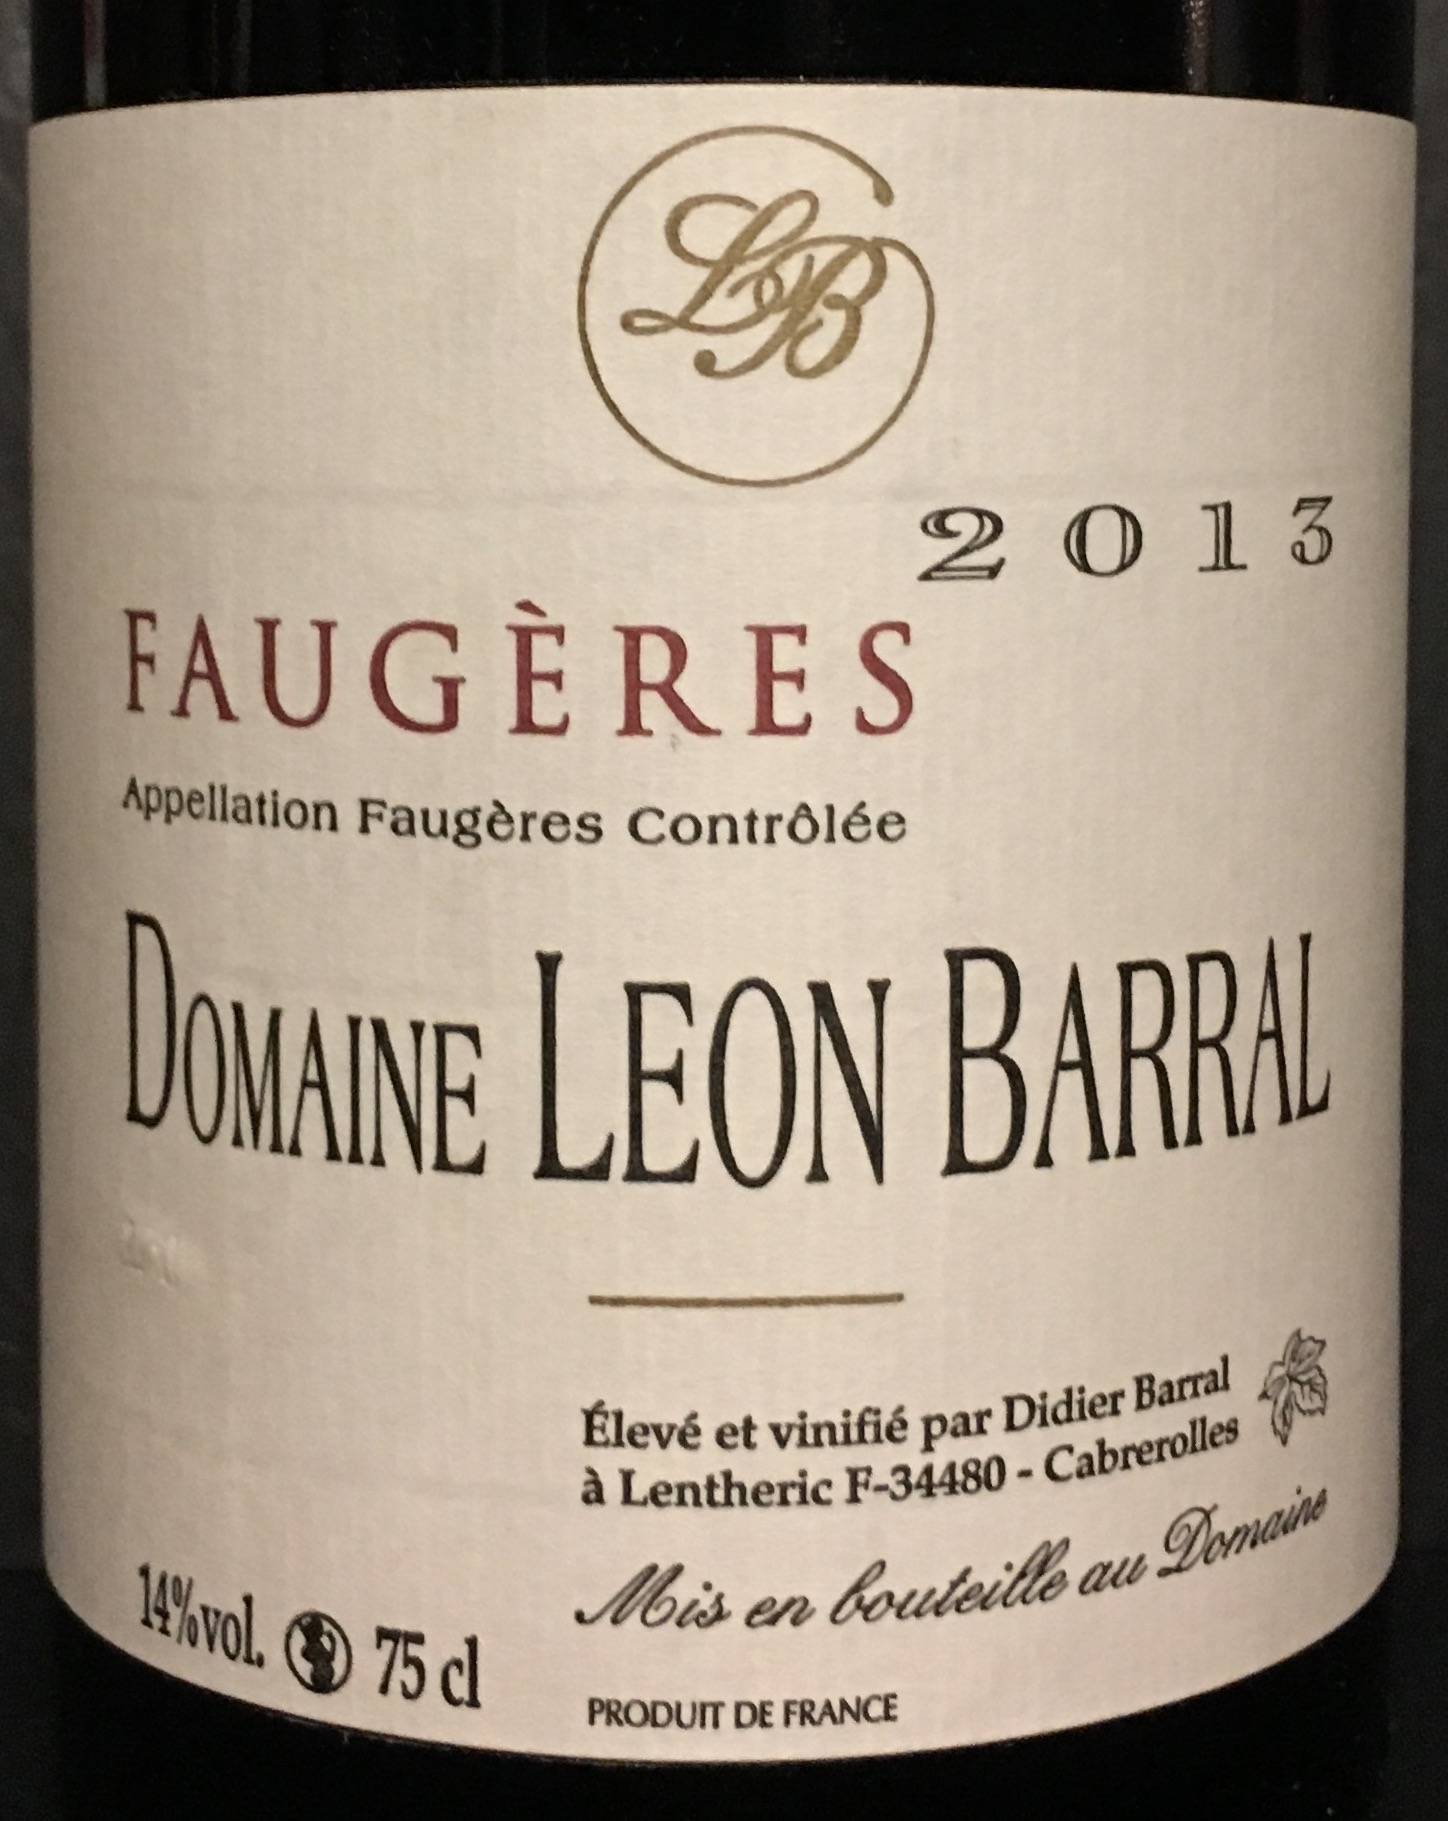 LB
2013
FAUGÈRES
Appellation Faugères Contrôlée
DOMAINE LEON BARRAL
Élevé et vinifié par Didier Barral
à Lentheric F-34480 - Cabrerolles
Mis en bouteille au Domaine
14%vol. 75 cl
PRODUIT DE FRANCE